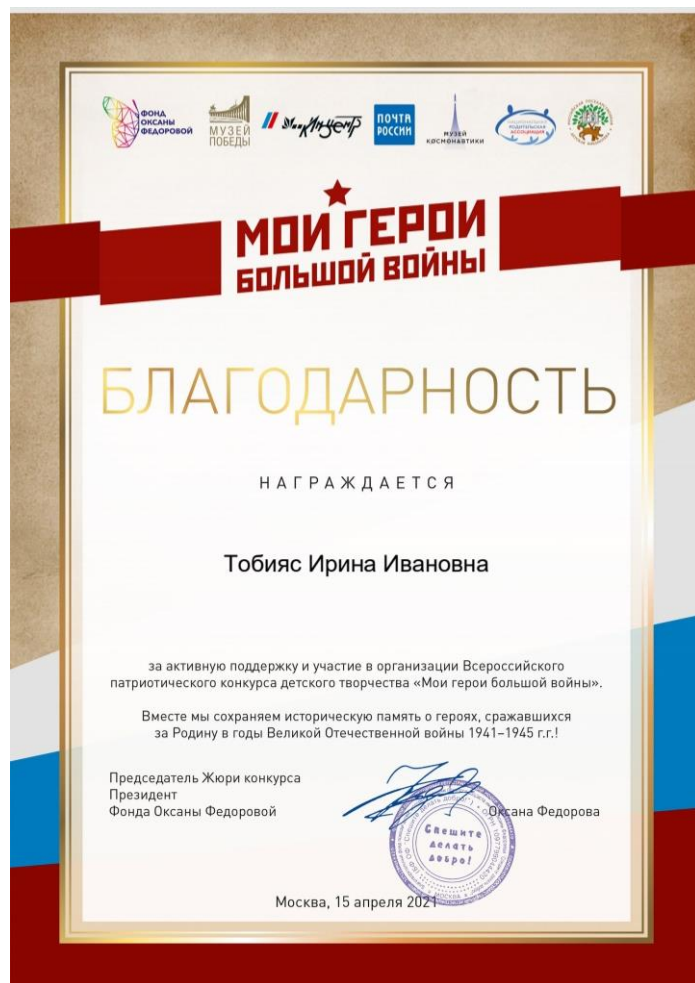 ФОНД
ОКСАНЫ
ФЕДОРОВОЙ
МУЗЕЙ
ПОБЕДЫ
ПОЧТА
РОССИИ
МУЗЕЙ
КОСМОНАВТИКИ
РОДИТЕЛЬСКАЯ
АССОЦИАЦИЯ
МОИ ГЕРОИ
БОЛЬШОЙ ВОЙНЫ
БЛАГОДАРНОСТЬ
НАГРАЖДАЕТСЯ
Тобияс Ирина Ивановна
за активную поддержку и участие в организации Всероссийского
патриотического конкурса детского творчества «Мои герои большой войны».
Вместе мы сохраняем историческую память о героях, сражавшихся
за Родину в годы Великой Отечественной войны 1941–1945 г.г.!
Председатель Жюри конкурса
Президент
Фонда Оксаны Федоровой
Оксана Федорова
Спешите
делать
добро!
Москва, 15 апреля 2021